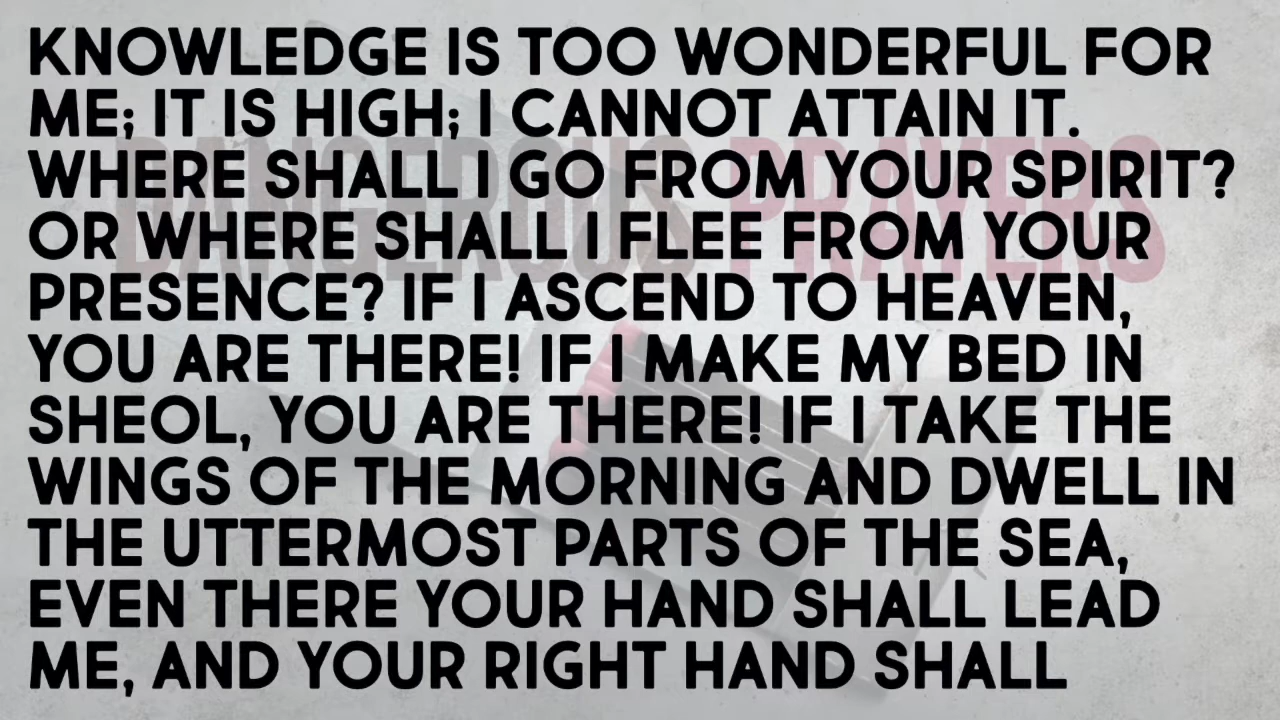 KNOWLEDGE IS TOO WONDERFUL FOR
ME; IT IS HIGH; I CANNOT ATTAIN IT.
WHERE SHALL I GO FROM YOUR SPIRIT?
OR WHERE SHALL I FLEE FROM YOUR
PRESENCE? IF I ASCEND TO HEAVEN,
YOU ARE THERE! IF I MAKE MY BED IN
SHEOL, YOU ARE THERE! IF I TAKE THE
WINGS OF THE MORNING AND DWELL IN
THE UTTERMOST PARTS OF THE SEA,
EVEN THERE YOUR HAND SHALL LEAD
ME, AND YOUR RIGHT HAND SHALL
DANGEROUS PRAYERS